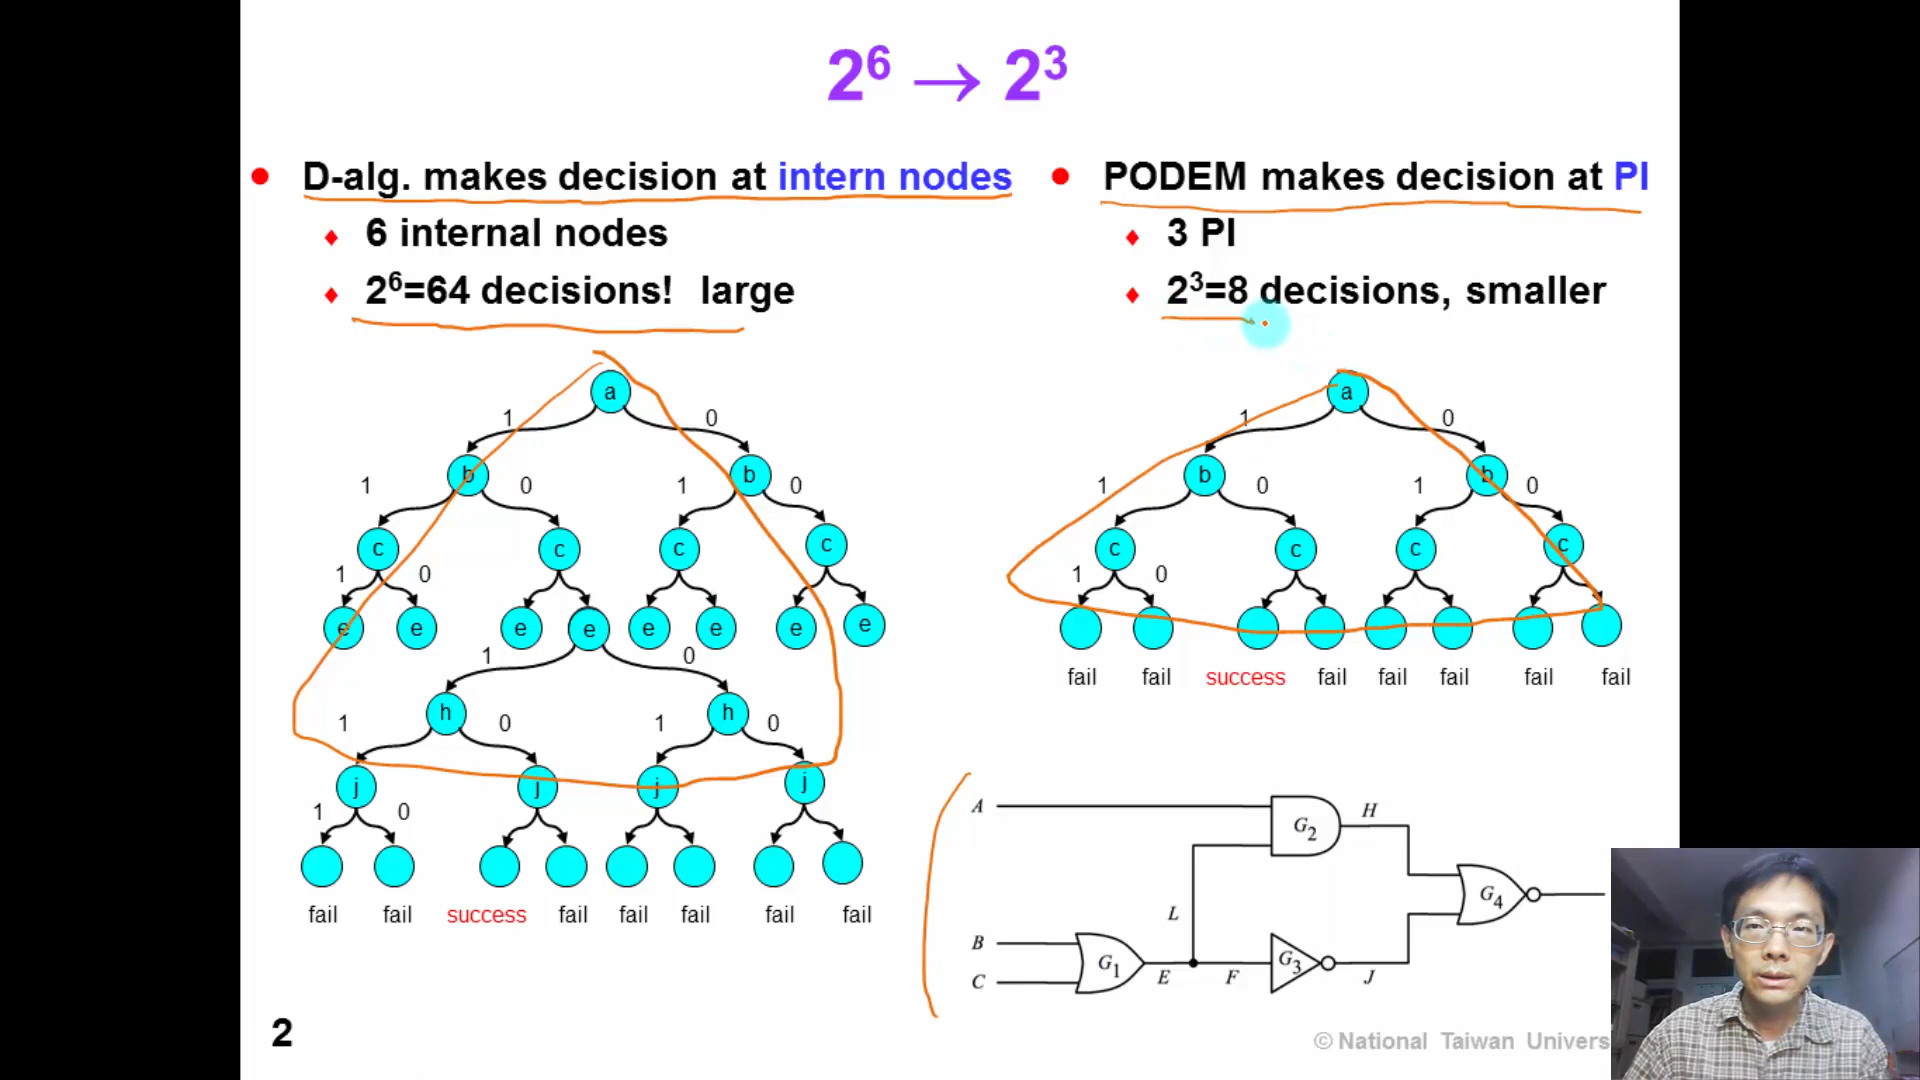 2⁶ → 2³
• D-alg. makes decision at intern nodes
♦ 6 internal nodes
♦ 2⁶=64 decisions! large
• PODEM makes decision at PI
♦ 3 PI
♦ 2³=8 decisions, smaller
a
1 0
b b
1 0 1 0
c c c c
1 0
e e e e e e e e
1 0
h h
1 0 1 0
j j j j
1 0
fail fail success fail fail fail fail fail
a
1 0
b b
1 0 1 0
c c c c
1 0
fail fail success fail fail fail fail fail
A
G₂
H
L
G₄
B
C
G₁
E
F
G₃
J
2
© National Taiwan Univers